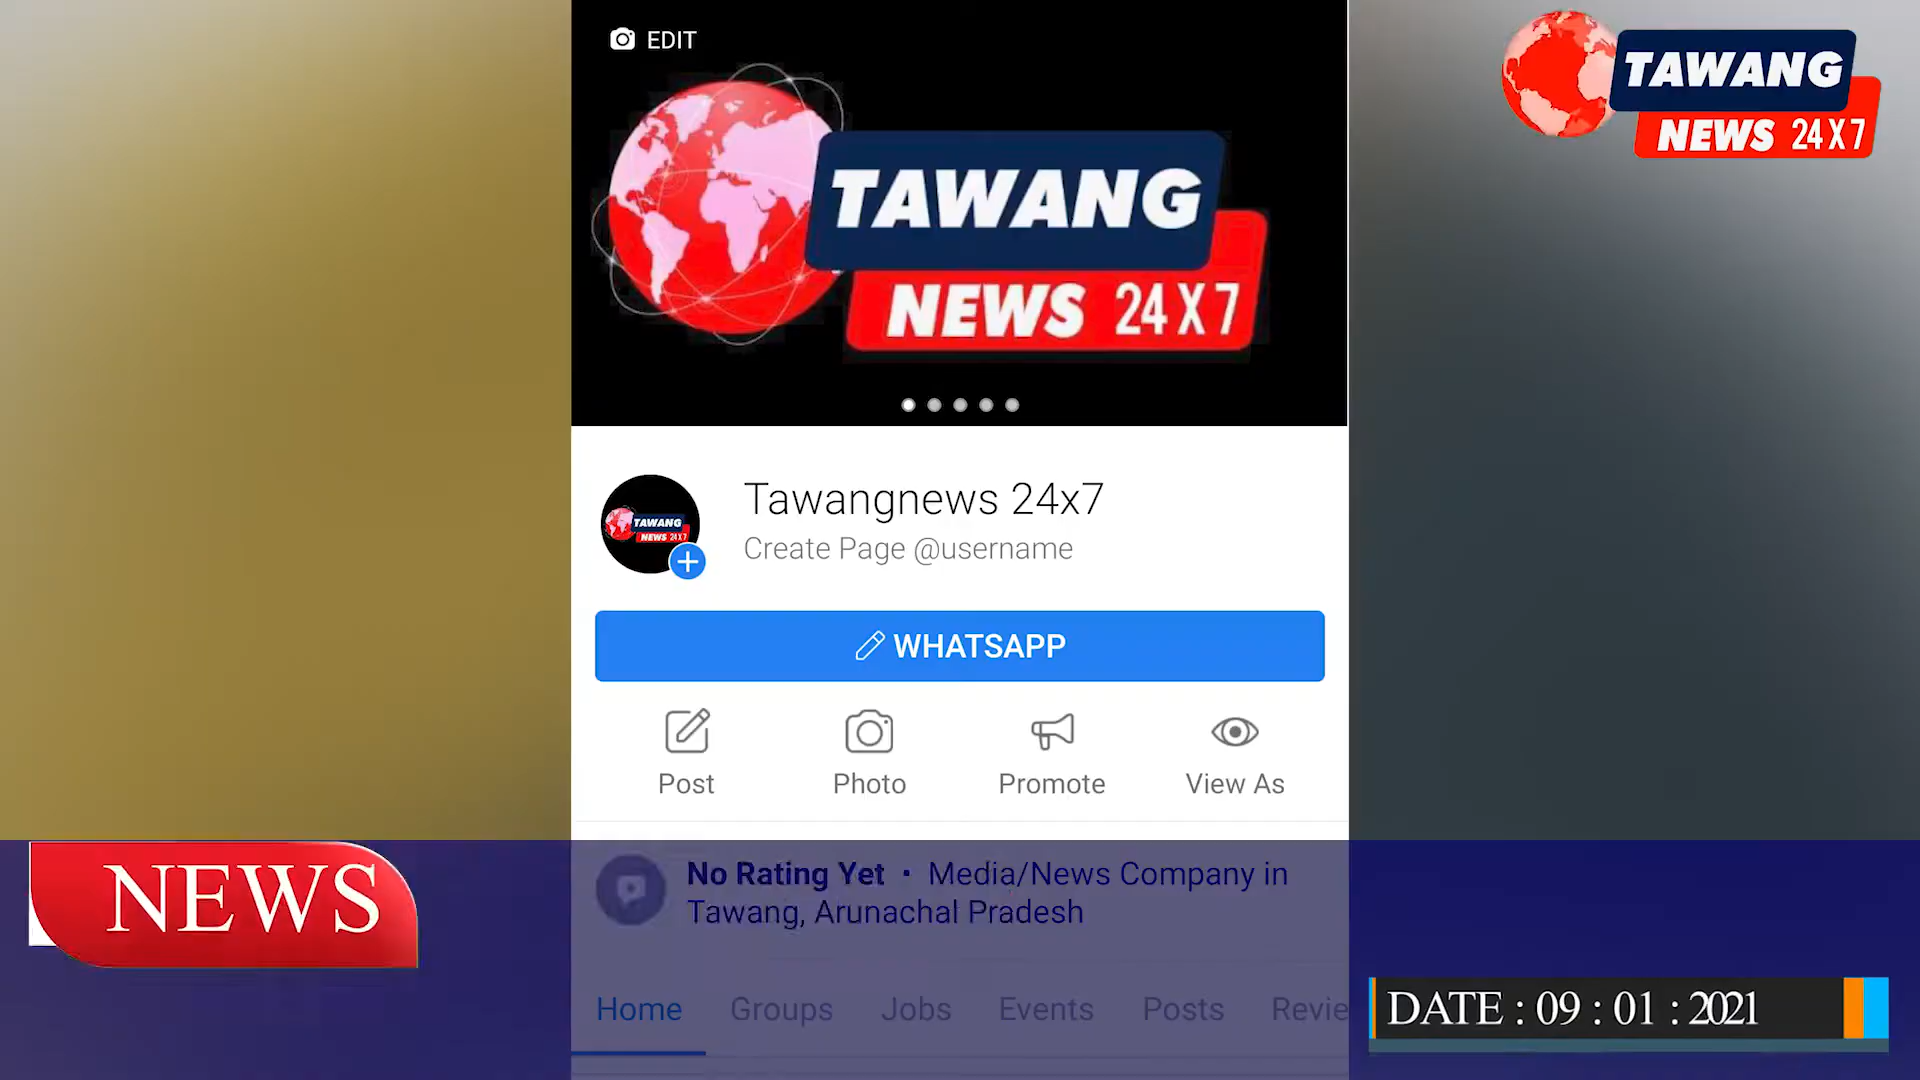 EDIT
TAWANG
NEWS 24X7
TAWANG
NEWS 24X7
TAWANG
NEWS 24X7
Tawangnews 24x7
Create Page @username
WHATSAPP
Post Photo Promote View As
No Rating Yet · Media/News Company in
Tawang, Arunachal Pradesh
NEWS
Home Groups Jobs Events Posts Revie
DATE : 09 : 01 : 2021